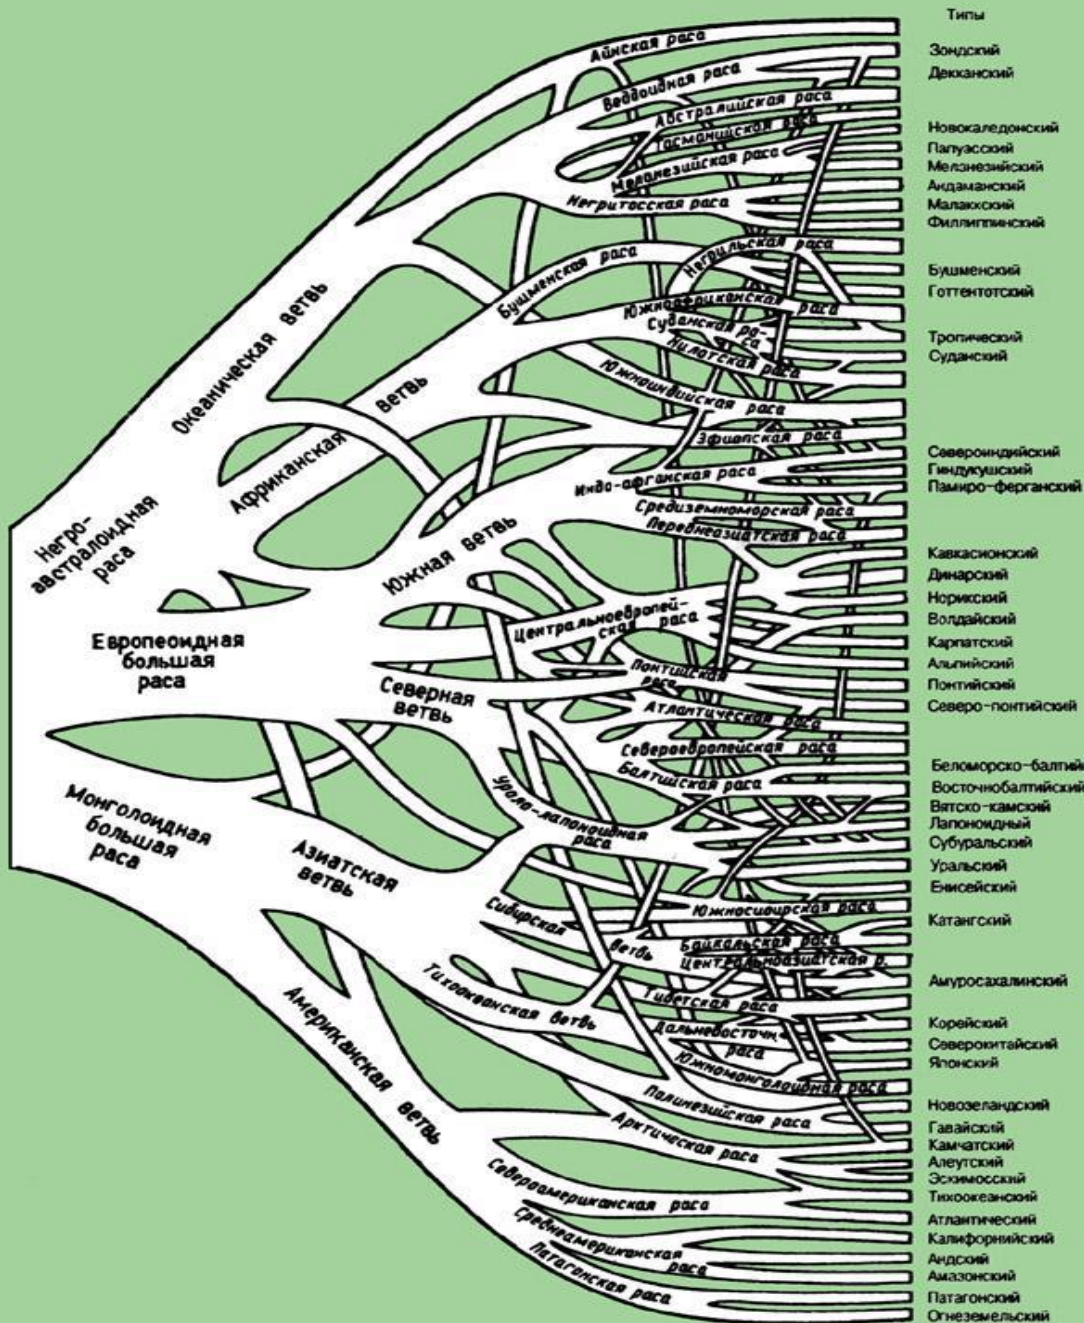 Типы
Айнская раса
Веддоидная раса
Австралийская раса
Тасманийская раса
Меланезийская раса
Негритосская раса
Негрильская раса
Бушменская раса
Южноафриканская раса
Суданская ра-
са
Нилотская раса
Южноиндийская раса
Эфиопская раса
Индо-афганская раса
Средиземноморская раса
Переднеазиатская раса
Центральноевропей-
ская раса
Понтийская
раса
Атлантическая раса
Североевропейская раса
Балтийская раса
Урало-лапоноидная
раса
Южносибирская раса
Сибирская ветвь
Байкальская раса
Центральноазиатская р.
Тибетская раса
Тихоокеанская ветвь
Дальневосточн.
раса
Южномонголоидная раса
Полинезийская раса
Арктическая раса
Североамериканская раса
Среднеамериканская
раса
Патагонская раса
Океаническая ветвь
Африканская ветвь
Негро-
австралоидная
раса
Южная ветвь
Европеоидная
большая
раса
Северная
ветвь
Монголоидная
большая
раса
Азиатская
ветвь
Американская ветвь
Зондский
Декканский
Новокаледонский
Папуасский
Меланезийский
Андаманский
Малаккский
Филиппинский
Бушменский
Готтентотский
Тропический
Суданский
Североиндийский
Гиндукушский
Памиро-ферганский
Кавкасионский
Динарский
Норикский
Волдайский
Карпатский
Альпийский
Понтийский
Северо-понтийский
Беломорско-балтийс
Восточнобалтийский
Вятско-камский
Лапоноидный
Субуральский
Уральский
Енисейский
Катангский
Амуросахалинский
Корейский
Северокитайский
Японский
Новозеландский
Гавайский
Камчатский
Алеутский
Эскимосский
Тихоокеанский
Атлантический
Калифорнийский
Андский
Амазонский
Патагонский
Огнеземельский